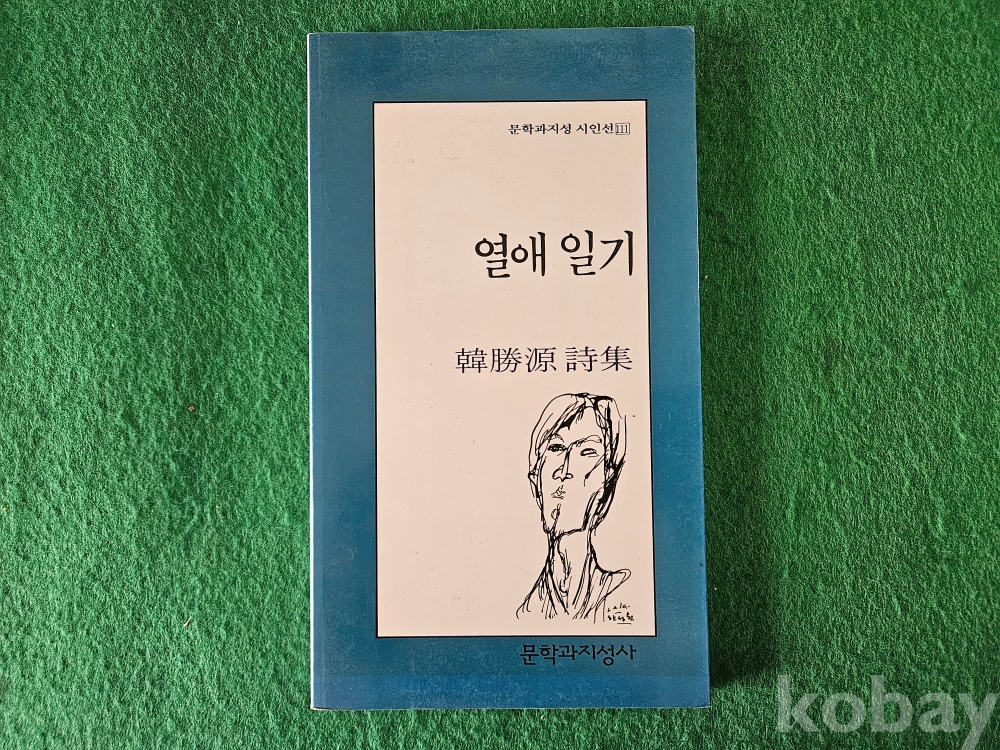 문학과지성 시인선 111
열애 일기
韓勝源 詩集
문학과지성사
kobay